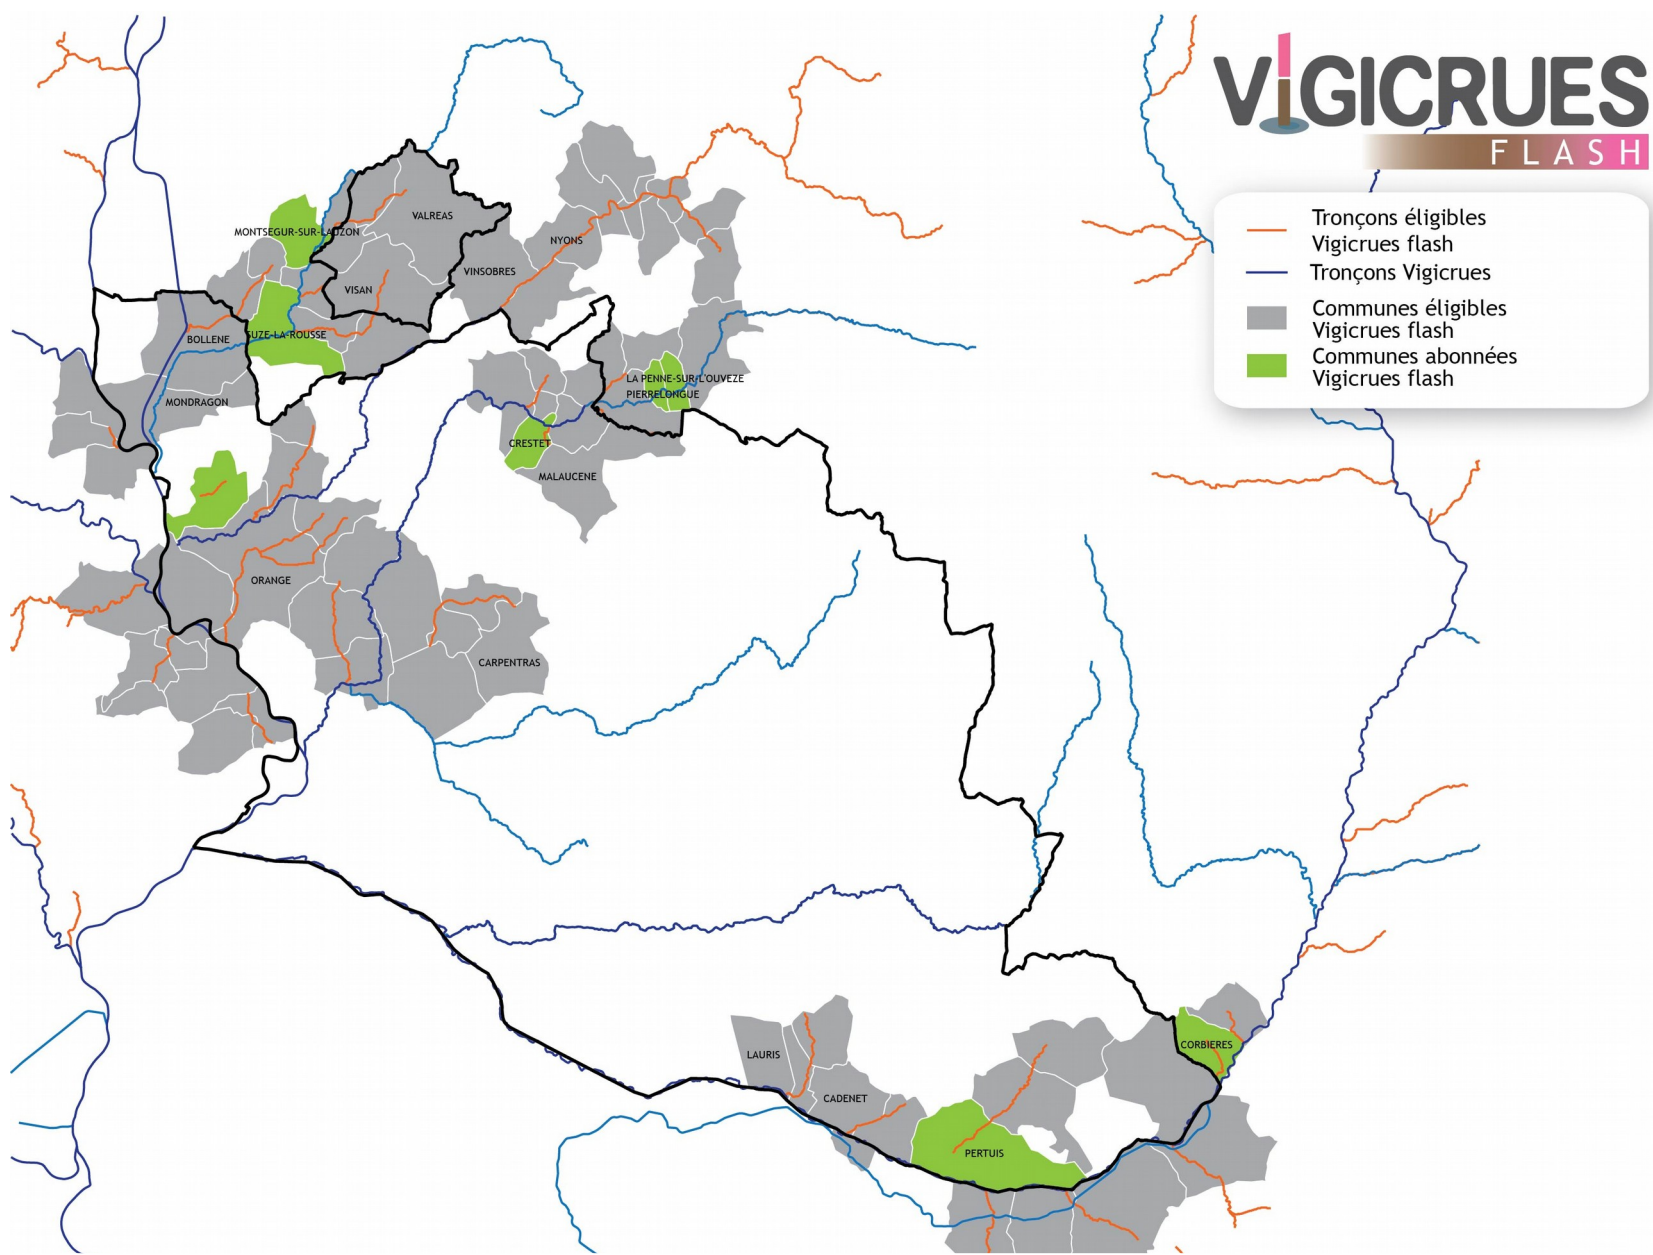 VIGICRUES
FLASH
Tronçons éligibles
Vigicrues flash
Tronçons Vigicrues
Communes éligibles
Vigicrues flash
Communes abonnées
Vigicrues flash
VALREAS
MONTSEGUR-SUR-LAUZON
NYONS
VINSOBRES
VISAN
SUZE-LA-ROUSSE
BOLLENE
LA PENNE-SUR-L'OUVEZE
PIERRELONGUE
MONDRAGON
CRESTET
MALAUCENE
ORANGE
CARPENTRAS
CORBIERES
LAURIS
CADENET
PERTUIS